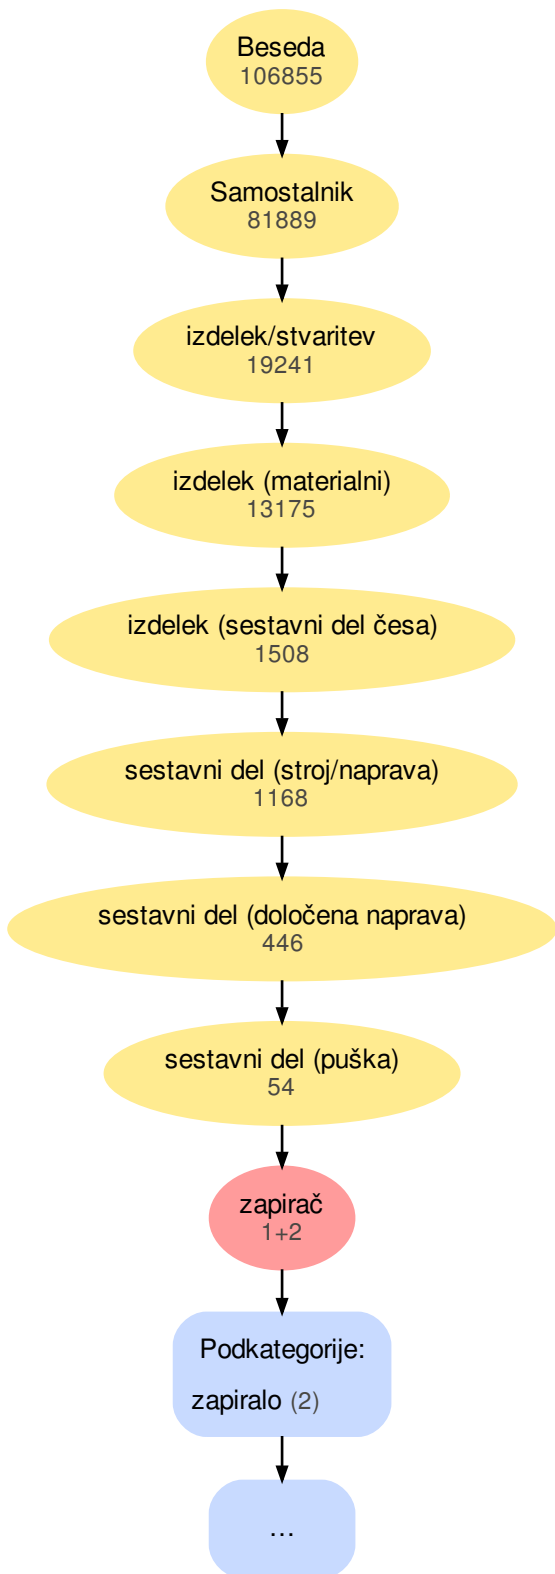 Beseda
106855
Samostalnik
81889
izdelek/stvaritev
19241
izdelek (materialni)
13175
izdelek (sestavni del česa)
1508
sestavni del (stroj/naprava)
1168
sestavni del (določena naprava)
446
sestavni del (puška)
54
zapirač
1+2
Podkategorije:
zapiralo (2)
…